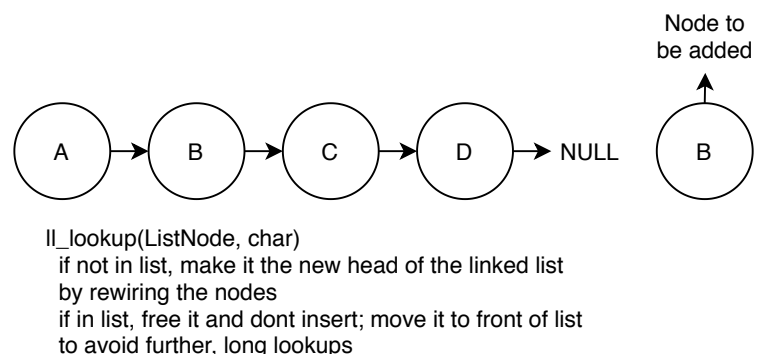 Node to
be added
A
B
C
D
NULL
B
ll_lookup(ListNode, char)
if not in list, make it the new head of the linked list
by rewiring the nodes
if in list, free it and dont insert; move it to front of list
to avoid further, long lookups